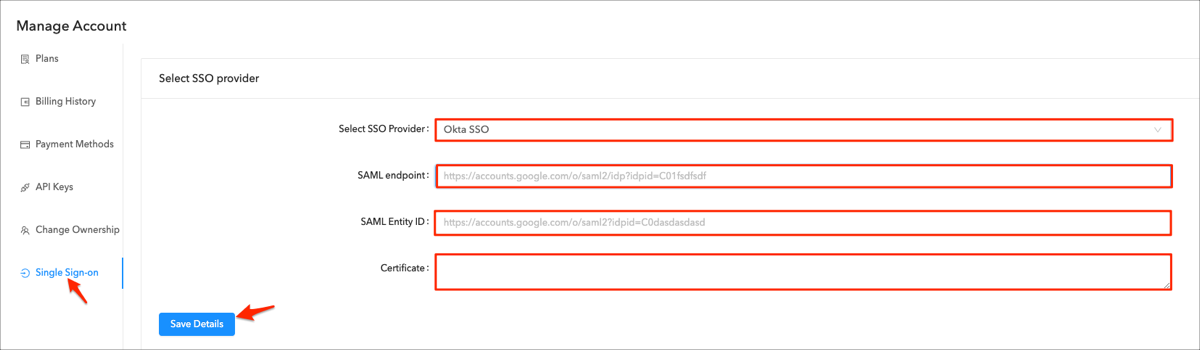 Manage Account
Plans
Billing History
Payment Methods
API Keys
Change Ownership
Single Sign-on
Select SSO provider
Select SSO Provider: Okta SSO
SAML endpoint: https://accounts.google.com/o/saml2/idp?idpid=C01fsdfsdf
SAML Entity ID: https://accounts.google.com/o/saml2?idpid=C0dasdasdasd
Certificate:
Save Details